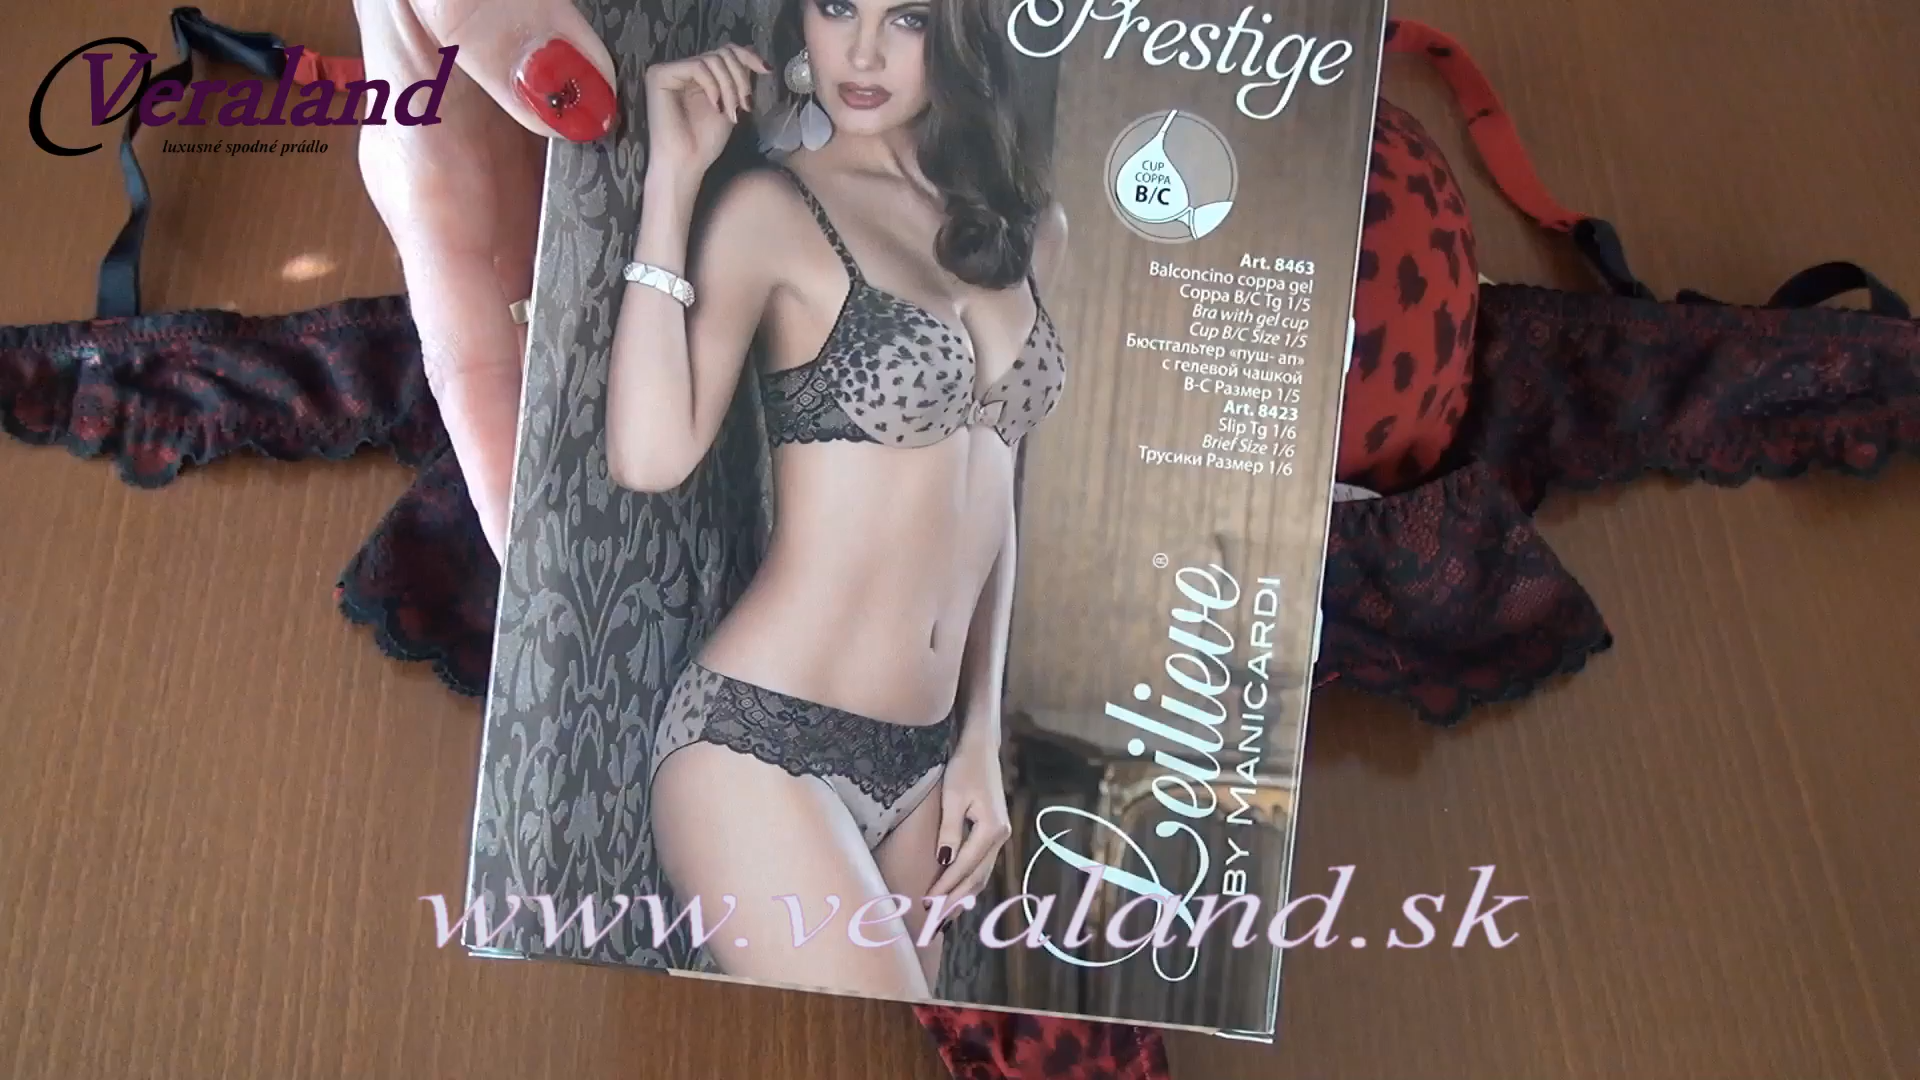 Veraland
luxusné spodné prádlo
Prestige
CUP
COPPA
B/C
Art. 8463
Balconcino coppa gel
Coppa B/C Tg 1/5
Bra with gel cup
Cup B/C Size 1/5
Бюстгальтер «пуш- ап»
с гелевой чашкой
В-С Размер 1/5
Art. 8423
Slip Tg 1/6
Brief Size 1/6
Трусики Размер 1/6
Leilieve®
BY MANICARDI
www.veraland.sk